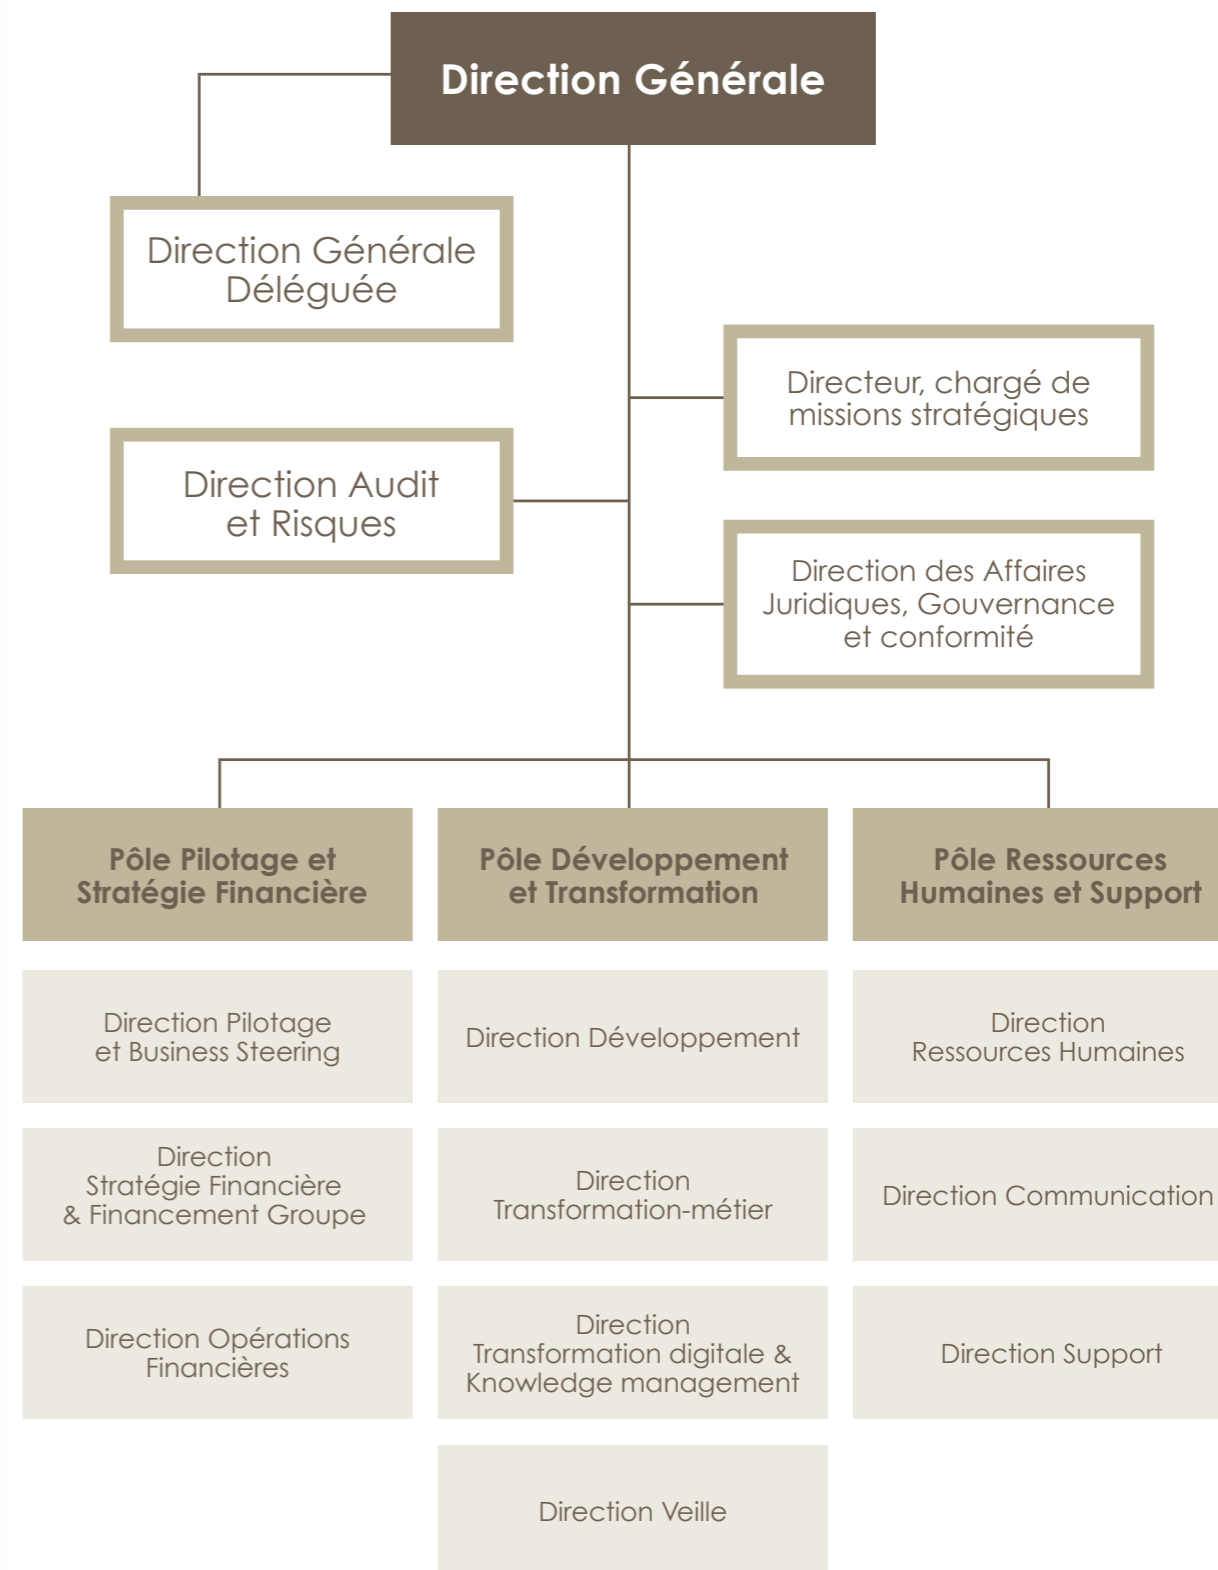 Direction Générale
Direction Générale
Déléguée
Directeur, chargé de
missions stratégiques
Direction Audit
et Risques
Direction des Affaires
Juridiques, Gouvernance
et conformité
Pôle Pilotage et
Stratégie Financière
Direction Pilotage
et Business Steering
Direction
Stratégie Financière
& Financement Groupe
Direction Opérations
Financières
Pôle Développement
et Transformation
Direction Développement
Direction
Transformation-métier
Direction
Transformation digitale &
Knowledge management
Direction Veille
Pôle Ressources
Humaines et Support
Direction
Ressources Humaines
Direction Communication
Direction Support